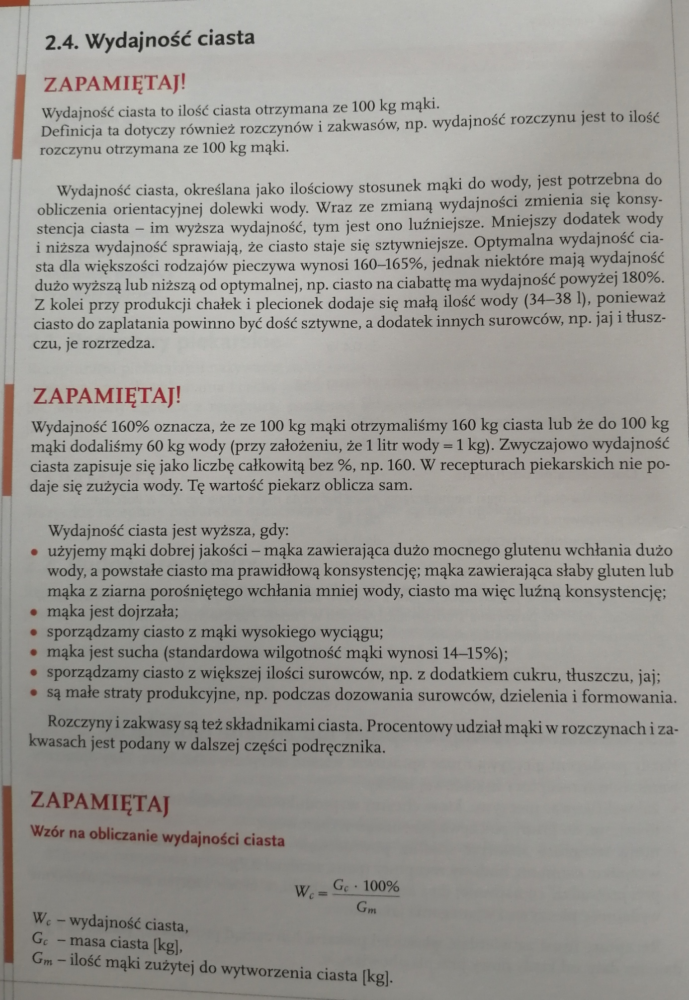 2.4. Wydajność ciasta
ZAPAMIĘTAJ!
Wydajność ciasta to ilość ciasta otrzymana ze 100 kg mąki.
Definicja ta dotyczy również rozczynów i zakwasów, np. wydajność rozczynu jest to ilość
rozczynu otrzymana ze 100 kg mąki.
Wydajność ciasta, określana jako ilościowy stosunek mąki do wody, jest potrzebna do
obliczenia orientacyjnej dolewki wody. Wraz ze zmianą wydajności zmienia się konsy-
stencja ciasta – im wyższa wydajność, tym jest ono luźniejsze. Mniejszy dodatek wody
i niższa wydajność sprawiają, że ciasto staje się sztywniejsze. Optymalna wydajność cia-
sta dla większości rodzajów pieczywa wynosi 160–165%, jednak niektóre mają wydajność
dużo wyższą lub niższą od optymalnej, np. ciasto na ciabattę ma wydajność powyżej 180%.
Z kolei przy produkcji chałek i plecionek dodaje się małą ilość wody (34–38 l), ponieważ
ciasto do zaplatania powinno być dość sztywne, a dodatek innych surowców, np. jaj i tłusz-
czu, je rozrzedza.
ZAPAMIĘTAJ!
Wydajność 160% oznacza, że ze 100 kg mąki otrzymaliśmy 160 kg ciasta lub że do 100 kg
mąki dodaliśmy 60 kg wody (przy założeniu, że 1 litr wody = 1 kg). Zwyczajowo wydajność
ciasta zapisuje się jako liczbę całkowitą bez %, np. 160. W recepturach piekarskich nie po-
daje się zużycia wody. Tę wartość piekarz oblicza sam.
Wydajność ciasta jest wyższa, gdy:
• użyjemy mąki dobrej jakości – mąka zawierająca dużo mocnego glutenu wchłania dużo
wody, a powstałe ciasto ma prawidłową konsystencję; mąka zawierająca słaby gluten lub
mąka z ziarna porośniętego wchłania mniej wody, ciasto ma więc luźną konsystencję;
• mąka jest dojrzała;
• sporządzamy ciasto z mąki wysokiego wyciągu;
• mąka jest sucha (standardowa wilgotność mąki wynosi 14–15%);
• sporządzamy ciasto z większej ilości surowców, np. z dodatkiem cukru, tłuszczu, jaj;
• są małe straty produkcyjne, np. podczas dozowania surowców, dzielenia i formowania.
Rozczyny i zakwasy są też składnikami ciasta. Procentowy udział mąki w rozczynach i za-
kwasach jest podany w dalszej części podręcznika.
ZAPAMIĘTAJ
Wzór na obliczanie wydajności ciasta
W_c = G_c · 100% / G_m
W_c – wydajność ciasta,
G_c – masa ciasta [kg],
G_m – ilość mąki zużytej do wytworzenia ciasta [kg].